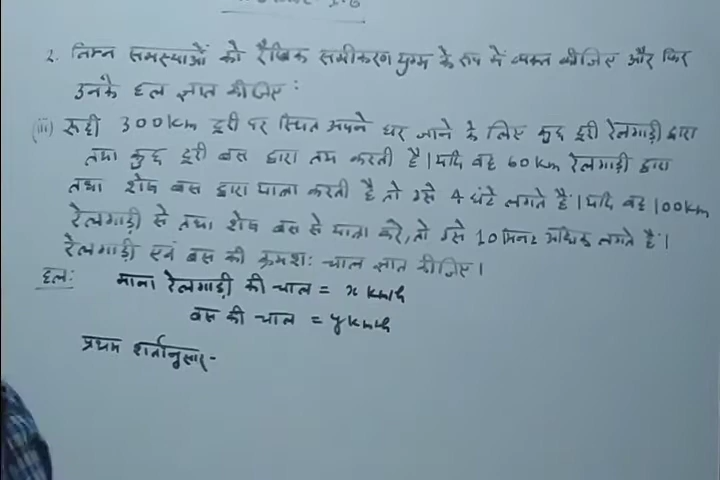 2. निम्न समस्याओं को रैखिक समीकरण युग्म के रूप में व्यक्त कीजिए और फिर
उनके हल ज्ञात कीजिए :
(iii) रूही 300km दूरी पर स्थित अपने घर जाने के लिए कुछ दूरी रेलगाड़ी द्वारा
तथा कुछ दूरी बस द्वारा तय करती है। यदि वह 60 km रेलगाड़ी द्वारा
तथा शेष बस द्वारा यात्रा करती है तो उसे 4 घंटे लगते हैं। यदि वह 100km
रेलगाड़ी से तथा शेष बस से यात्रा करे, तो उसे 10 मिनट अधिक लगते हैं।
रेलगाड़ी एवं बस की क्रमशः चाल ज्ञात कीजिए।
हलः माना रेलगाड़ी की चाल = x km/h
बस की चाल = y km/h
प्रथम शर्तानुसार-